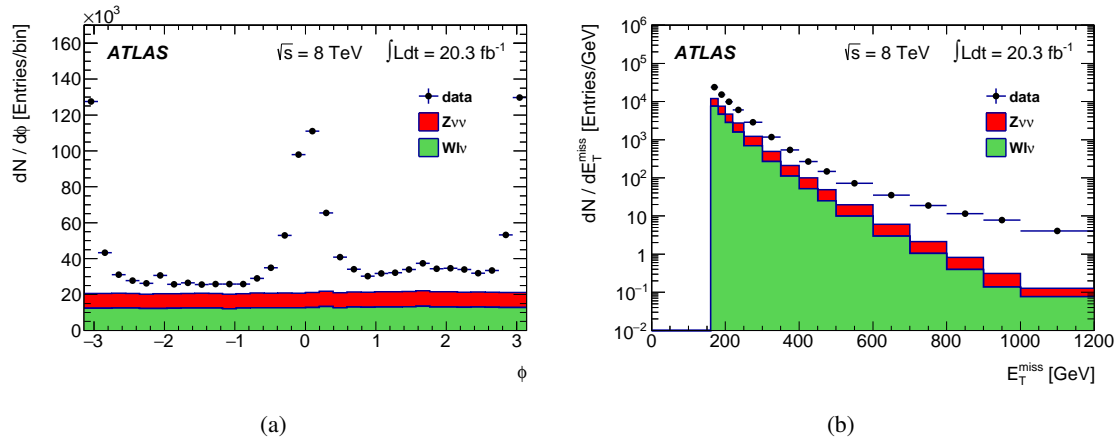 ×10³
ATLAS
√s = 8 TeV ∫Ldt = 20.3 fb⁻¹
data
Zνν
Wlν
dN / dϕ [Entries/bin]
160
140
120
100
80
60
40
20
0
−3 −2 −1 0 1 2 3
ϕ
(a)
ATLAS
√s = 8 TeV ∫Ldt = 20.3 fb⁻¹
data
Zνν
Wlν
dN / dE_T^miss [Entries/GeV]
10⁶
10⁵
10⁴
10³
10²
10
1
10⁻¹
10⁻²
0 200 400 600 800 1000 1200
E_T^miss [GeV]
(b)